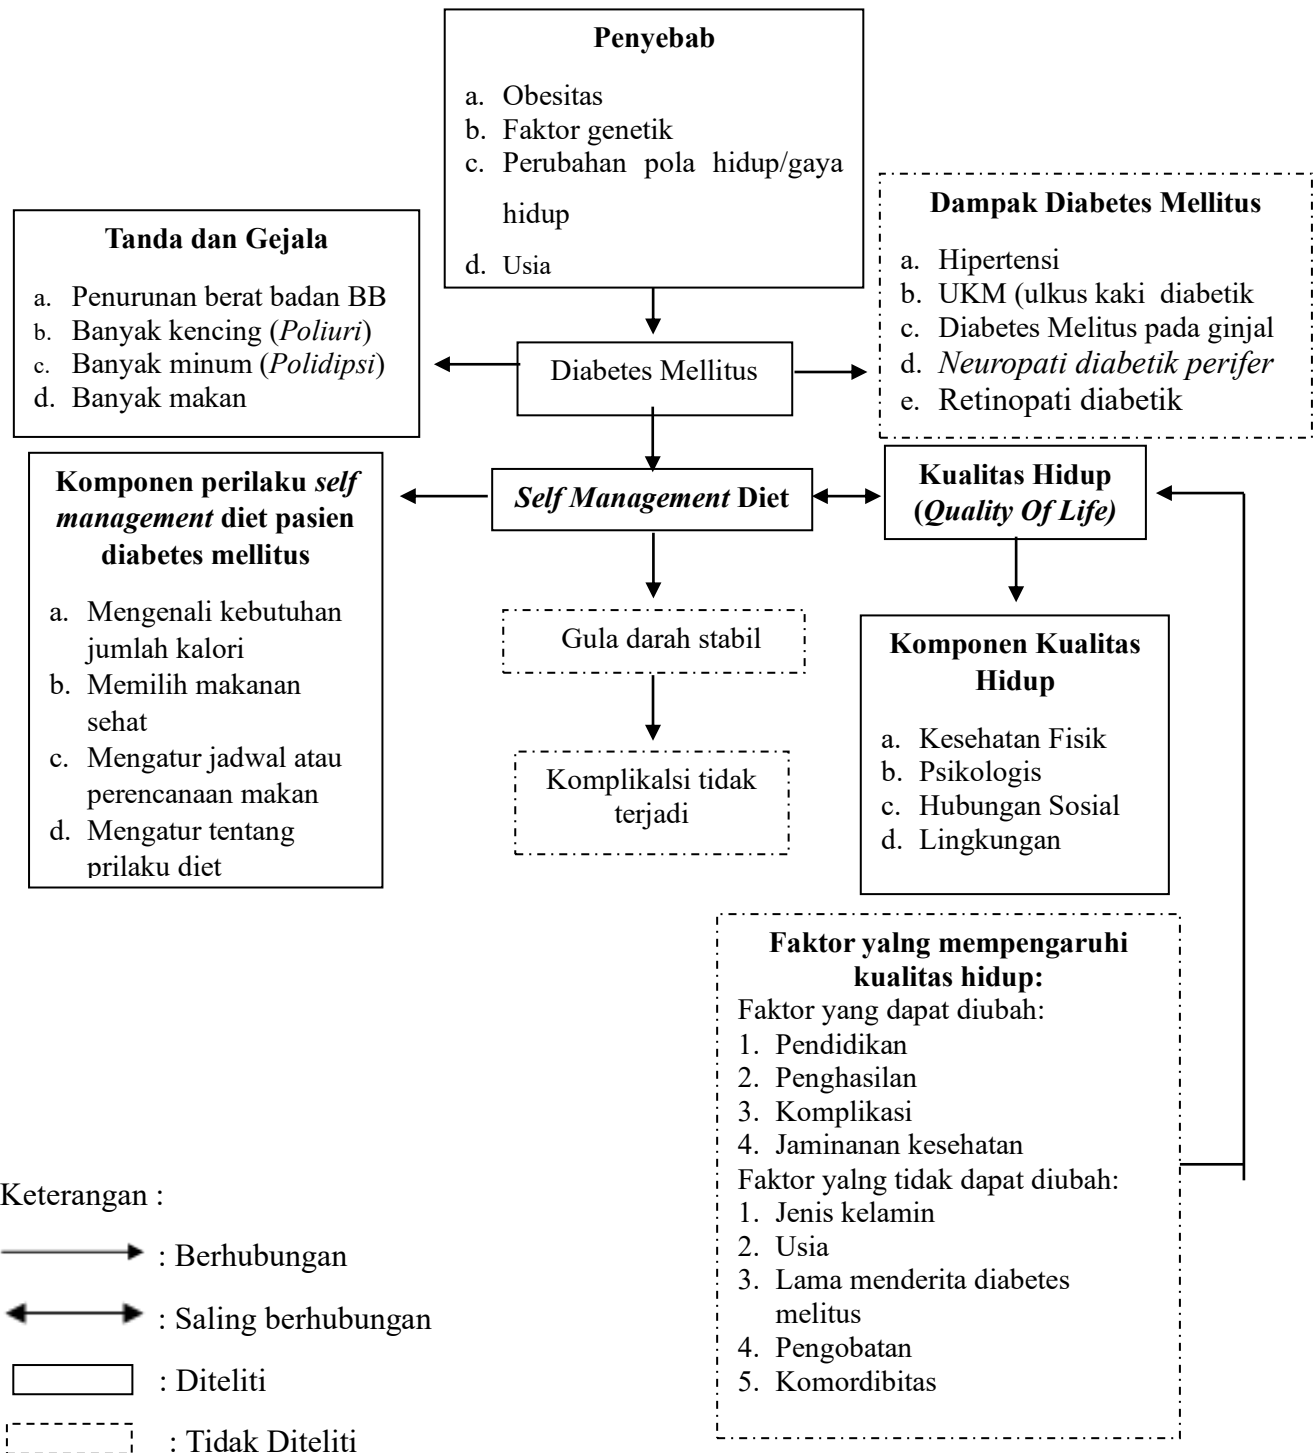 Penyebab
a. Obesitas
b. Faktor genetik
c. Perubahan pola hidup/gaya
hidup
d. Usia
Tanda dan Gejala
a. Penurunan berat badan BB
b. Banyak kencing (Poliuri)
c. Banyak minum (Polidipsi)
d. Banyak makan
Diabetes Mellitus
Dampak Diabetes Mellitus
a. Hipertensi
b. UKM (ulkus kaki diabetik
c. Diabetes Melitus pada ginjal
d. Neuropati diabetik perifer
e. Retinopati diabetik
Komponen perilaku self
management diet pasien
diabetes mellitus
a. Mengenali kebutuhan
jumlah kalori
b. Memilih makanan
sehat
c. Mengatur jadwal atau
perencanaan makan
d. Mengatur tentang
prilaku diet
Self Management Diet
Kualitas Hidup
(Quality Of Life)
Gula darah stabil
Komplikalsi tidak
terjadi
Komponen Kualitas
Hidup
a. Kesehatan Fisik
b. Psikologis
c. Hubungan Sosial
d. Lingkungan
Faktor yalng mempengaruhi
kualitas hidup:
Faktor yang dapat diubah:
1. Pendidikan
2. Penghasilan
3. Komplikasi
4. Jaminanan kesehatan
Faktor yalng tidak dapat diubah:
1. Jenis kelamin
2. Usia
3. Lama menderita diabetes
melitus
4. Pengobatan
5. Komordibitas
Keterangan :
: Berhubungan
: Saling berhubungan
: Diteliti
: Tidak Diteliti